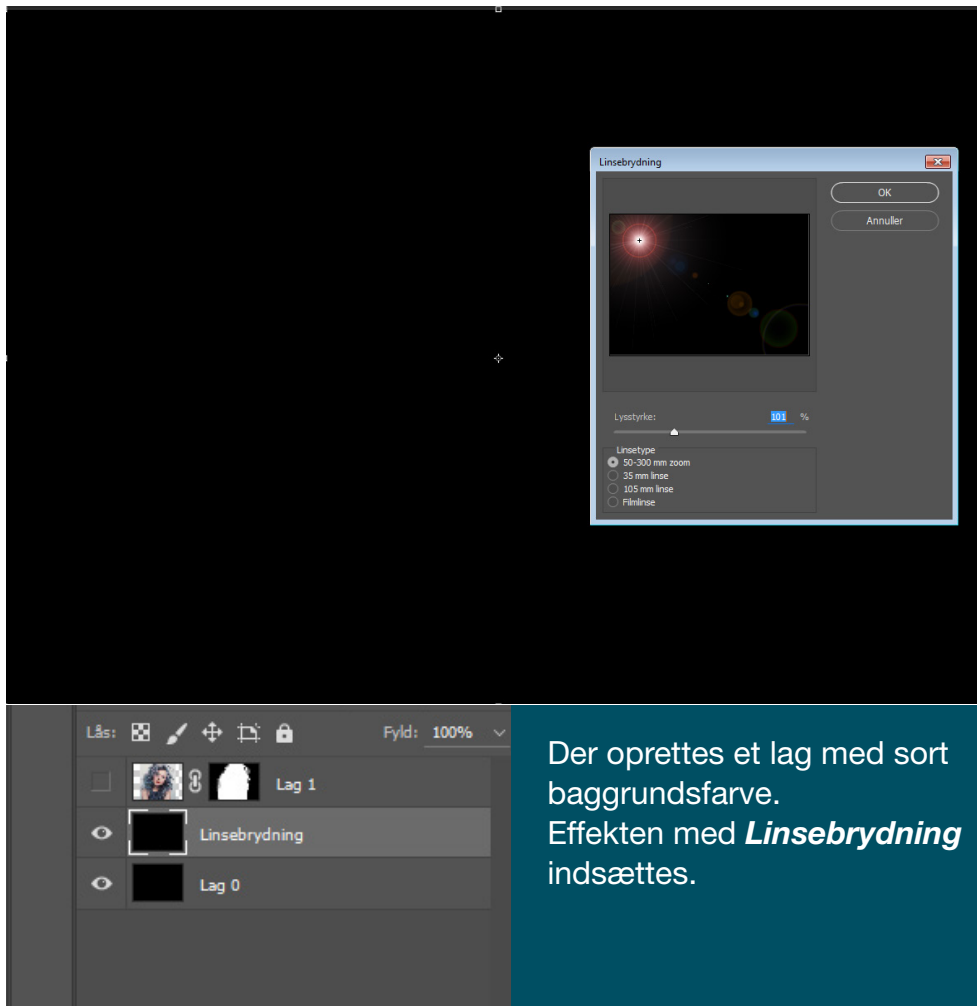 Linsebrydning
OK
Annuller
Lysstyrke: 101 %
Linsetype
50-300 mm zoom
35 mm linse
105 mm linse
Filmlinse
Lås: Fyld: 100%
Lag 1
Linsebrydning
Lag 0
Der oprettes et lag med sort
baggrundsfarve.
Effekten med Linsebrydning
indsættes.